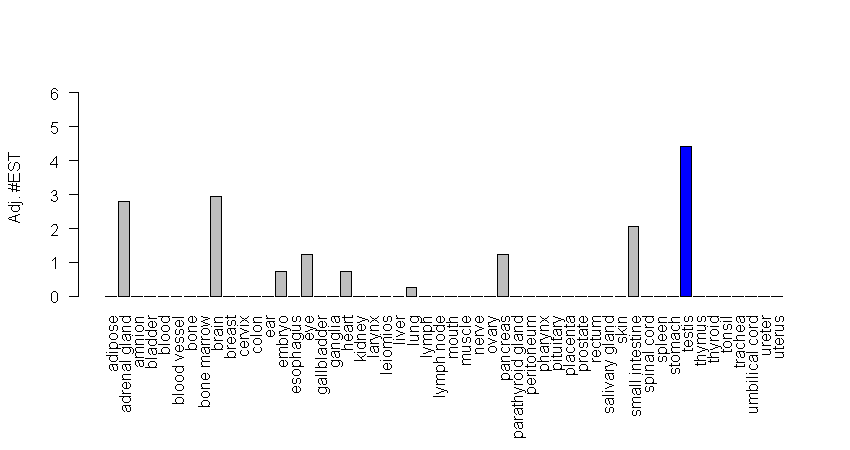 6
5
4
3
2
1
0
Adj. #EST
adipose
adrenal gland
amnion
bladder
blood
blood vessel
bone
bone marrow
brain
breast
cervix
colon
ear
embryo
esophagus
eye
gallbladder
ganglia
heart
kidney
larynx
leiomios
liver
lung
lymph
lymph node
mouth
muscle
nerve
ovary
pancreas
parathyroid gland
peritoneum
pharynx
pituitary
placenta
prostate
rectum
salivary gland
skin
small intestine
spinal cord
spleen
stomach
testis
thymus
thyroid
tonsil
trachea
umbilical cord
ureter
uterus